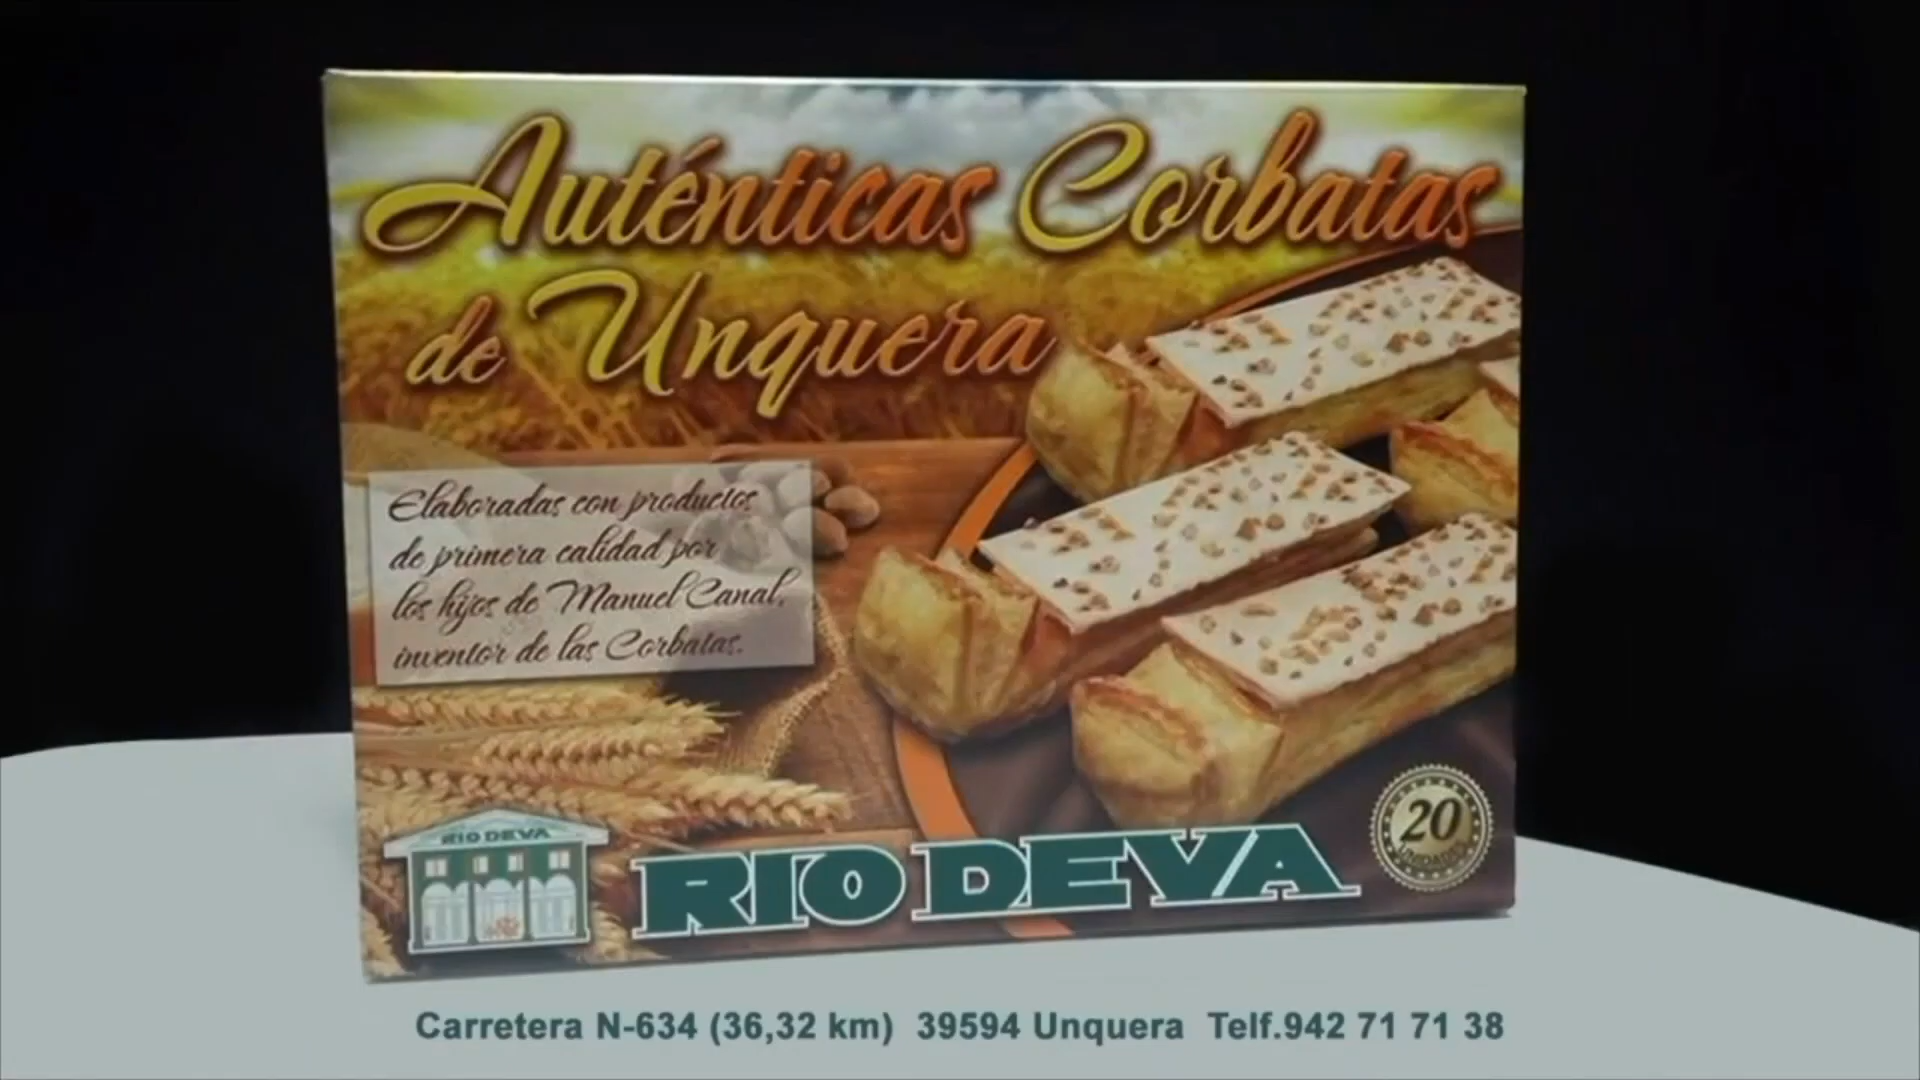 Auténticas Corbatas
de Unquera
Elaboradas con productos
de primera calidad por
los hijos de Manuel Canal,
inventor de las Corbatas.
RIO DEVA
RIO DEVA
20
UNIDADES
Carretera N-634 (36,32 km) 39594 Unquera Telf.942 71 71 38